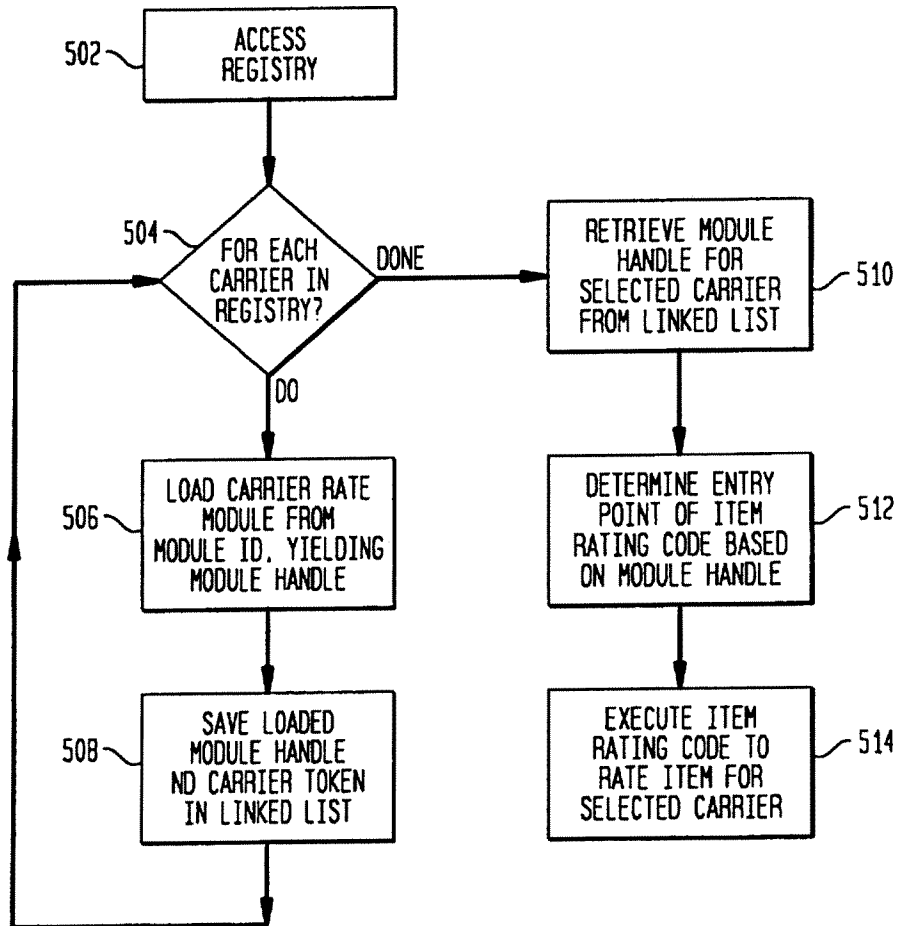 502
ACCESS
REGISTRY
504
FOR EACH
CARRIER IN
REGISTRY?
DONE
DO
506
LOAD CARRIER RATE
MODULE FROM
MODULE ID, YIELDING
MODULE HANDLE
508
SAVE LOADED
MODULE HANDLE
ND CARRIER TOKEN
IN LINKED LIST
RETRIEVE MODULE
HANDLE FOR
SELECTED CARRIER
FROM LINKED LIST
510
DETERMINE ENTRY
POINT OF ITEM
RATING CODE BASED
ON MODULE HANDLE
512
EXECUTE ITEM
RATING CODE TO
RATE ITEM FOR
SELECTED CARRIER
514